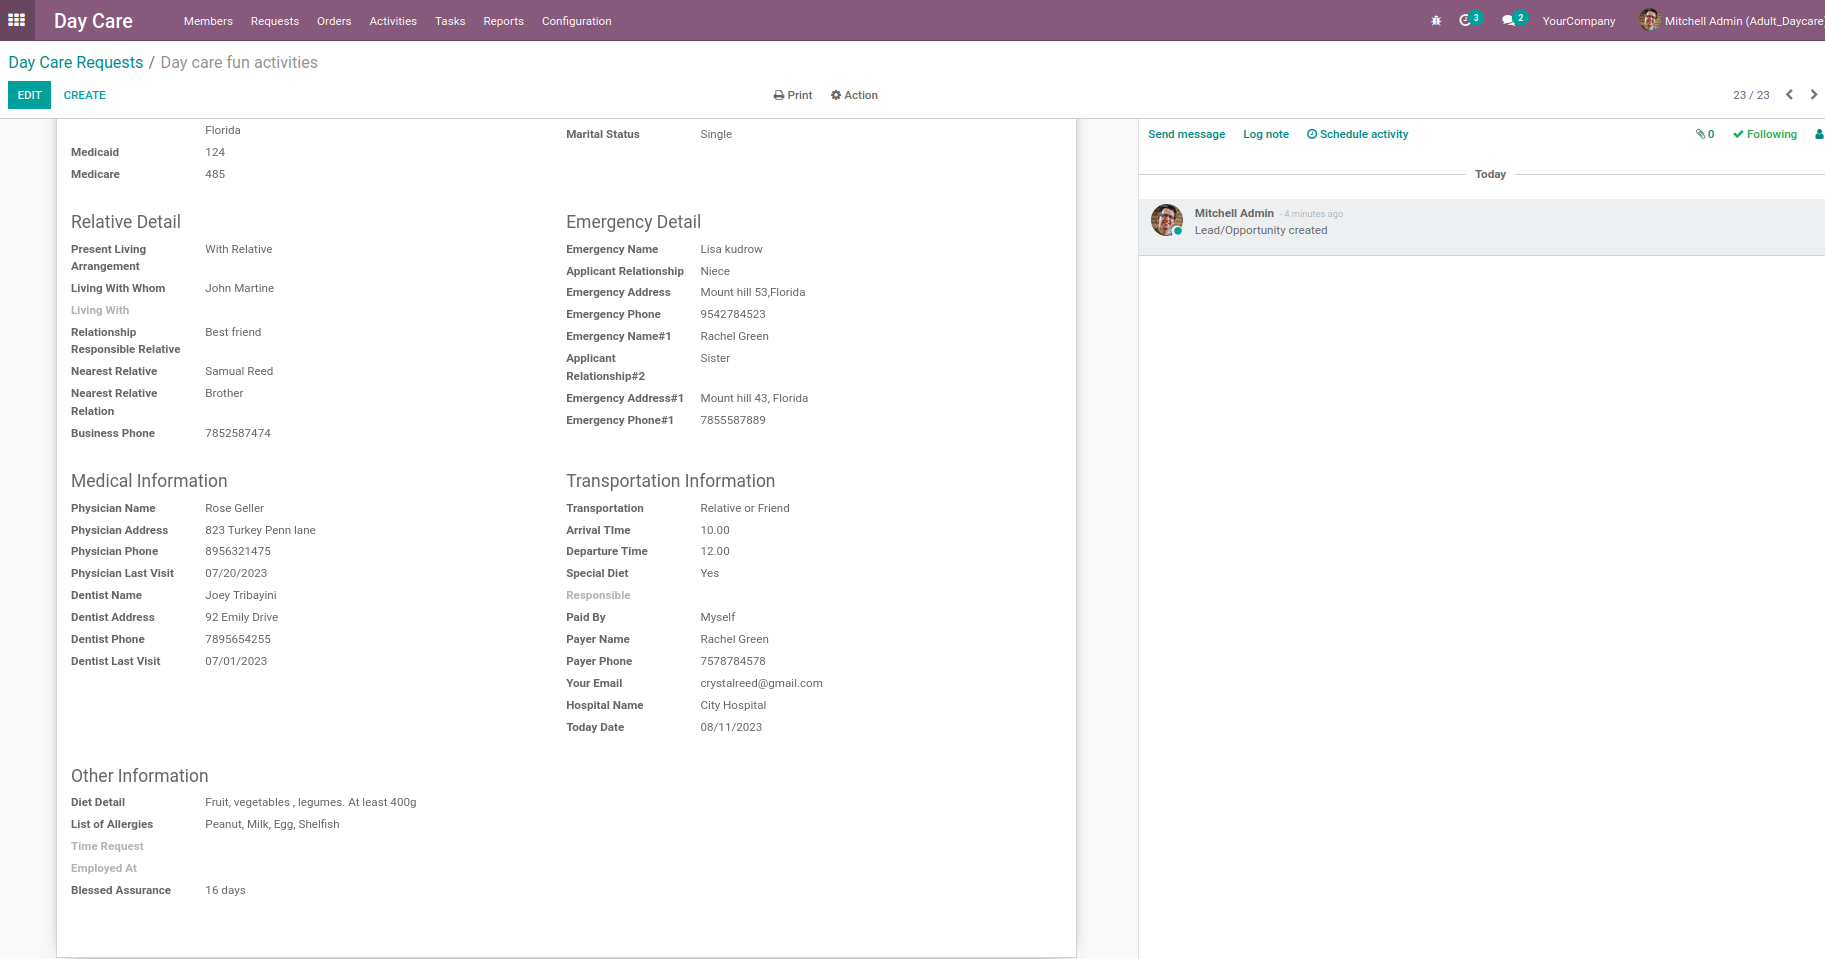 Day Care
Members Requests Orders Activities Tasks Reports Configuration
3 2 YourCompany Mitchell Admin (Adult_Daycare
Day Care Requests / Day care fun activities
EDIT CREATE
Print Action
23 / 23
Florida
Medicaid 124
Medicare 485
Marital Status Single
Relative Detail
Present Living Arrangement With Relative
Living With Whom John Martine
Living With
Relationship Responsible Relative Best friend
Nearest Relative Samual Reed
Nearest Relative Relation Brother
Business Phone 7852587474
Emergency Detail
Emergency Name Lisa kudrow
Applicant Relationship Niece
Emergency Address Mount hill 53,Florida
Emergency Phone 9542784523
Emergency Name#1 Rachel Green
Applicant Relationship#2 Sister
Emergency Address#1 Mount hill 43, Florida
Emergency Phone#1 7855587889
Medical Information
Physician Name Rose Geller
Physician Address 823 Turkey Penn lane
Physician Phone 8956321475
Physician Last Visit 07/20/2023
Dentist Name Joey Tribayini
Dentist Address 92 Emily Drive
Dentist Phone 7895654255
Dentist Last Visit 07/01/2023
Transportation Information
Transportation Relative or Friend
Arrival TIme 10.00
Departure Time 12.00
Special Diet Yes
Responsible
Paid By Myself
Payer Name Rachel Green
Payer Phone 7578784578
Your Email crystalreed@gmail.com
Hospital Name City Hospital
Today Date 08/11/2023
Other Information
Diet Detail Fruit, vegetables , legumes. At least 400g
List of Allergies Peanut, Milk, Egg, Shelfish
Time Request
Employed At
Blessed Assurance 16 days
Send message Log note Schedule activity 0 Following
Today
Mitchell Admin - 4 minutes ago
Lead/Opportunity created